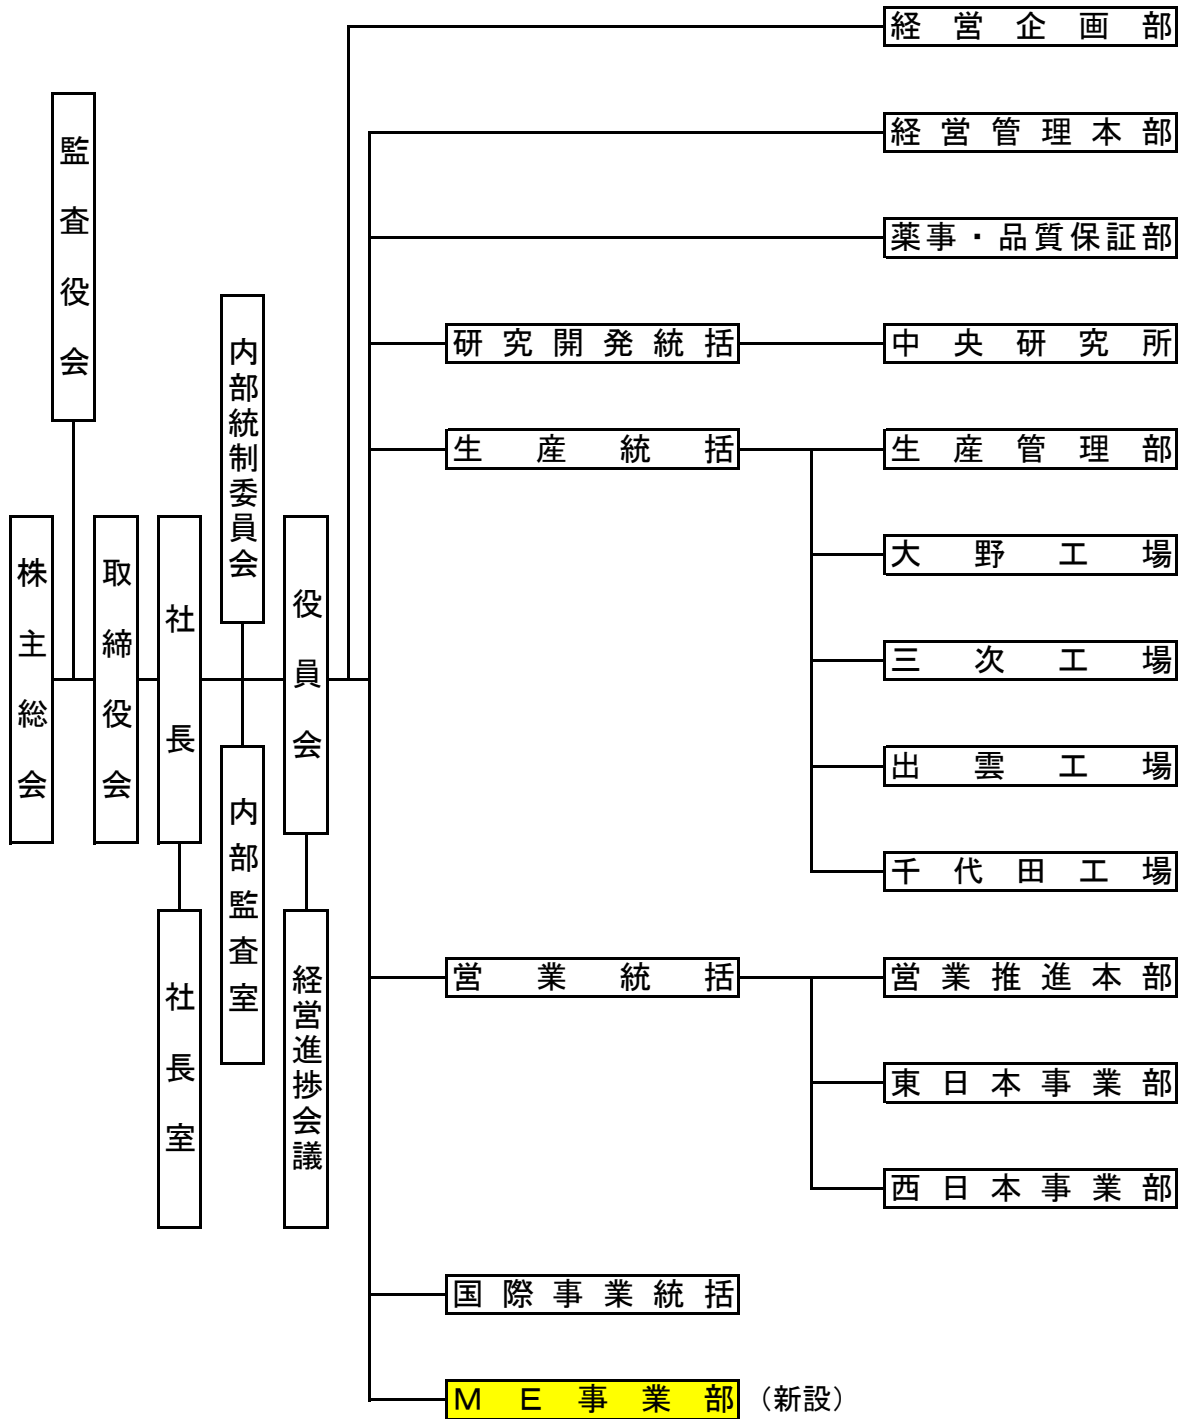 経営企画部
監査役会
経営管理本部
薬事・品質保証部
内部統制委員会
研究開発統括
中央研究所
生産統括
生産管理部
株主総会
取締役会
社長
役員会
大野工場
三次工場
内部監査室
出雲工場
千代田工場
社長室
経営進捗会議
営業統括
営業推進本部
東日本事業部
西日本事業部
国際事業統括
ＭＥ事業部 （新設）